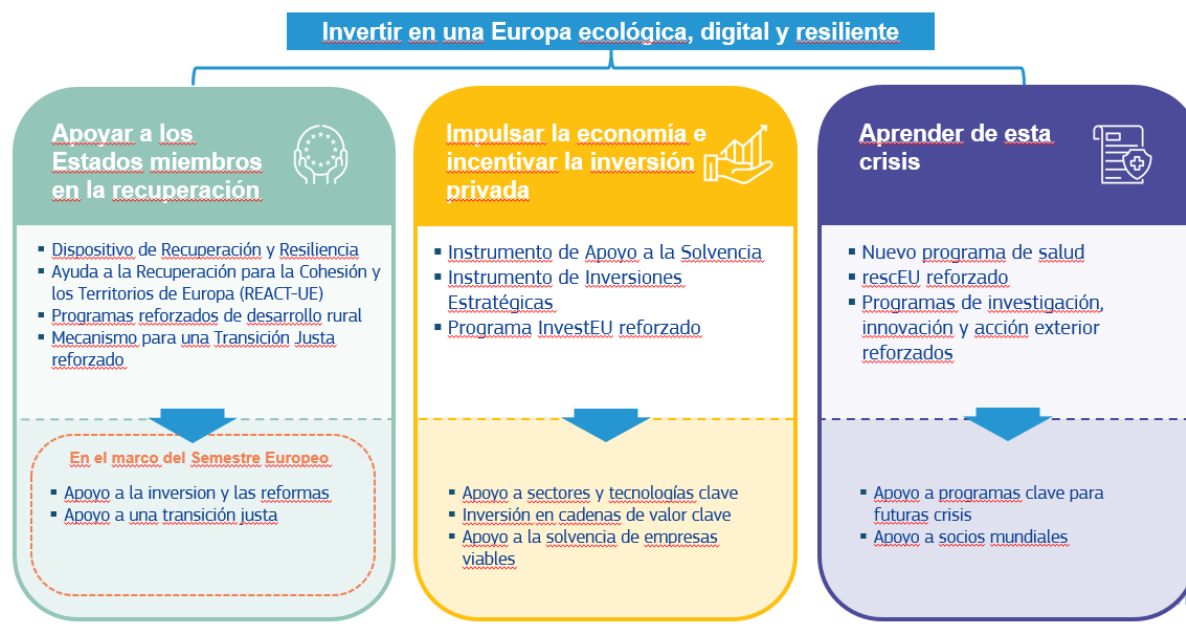 Invertir en una Europa ecológica, digital y resiliente
Apoyar a los
Estados miembros
en la recuperación
▪ Dispositivo de Recuperación y Resiliencia
▪ Ayuda a la Recuperación para la Cohesión y
los Territorios de Europa (REACT-UE)
▪ Programas reforzados de desarrollo rural
▪ Mecanismo para una Transición Justa
reforzado
En el marco del Semestre Europeo
▪ Apoyo a la inversion y las reformas
▪ Apoyo a una transición justa
Impulsar la economía e
incentivar la inversión
privada
▪ Instrumento de Apoyo a la Solvencia
▪ Instrumento de Inversiones
Estratégicas
▪ Programa InvestEU reforzado
▪ Apoyo a sectores y tecnologías clave
▪ Inversión en cadenas de valor clave
▪ Apoyo a la solvencia de empresas
viables
Aprender de esta
crisis
▪ Nuevo programa de salud
▪ rescEU reforzado
▪ Programas de investigación,
innovación y acción exterior
reforzados
▪ Apoyo a programas clave para
futuras crisis
▪ Apoyo a socios mundiales